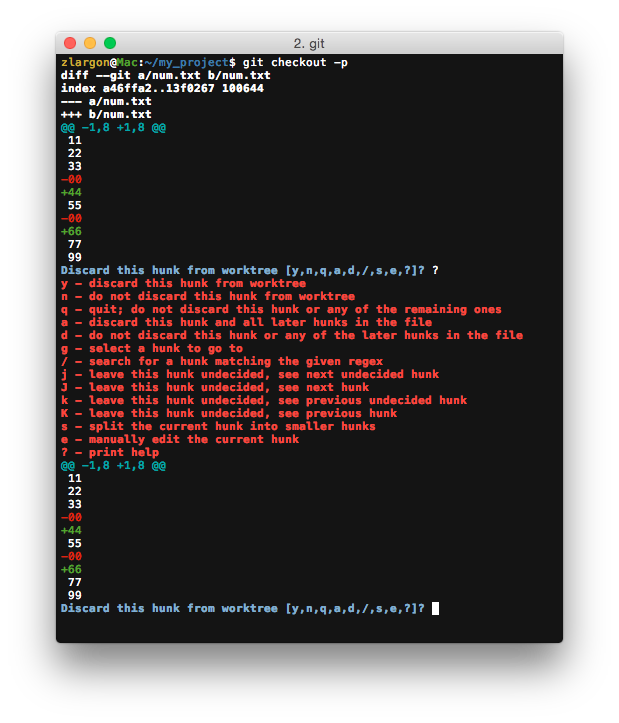 2. git
zlargon@Mac:~/my_project$ git checkout -p
diff --git a/num.txt b/num.txt
index a46ffa2..13f0267 100644
--- a/num.txt
+++ b/num.txt
@@ -1,8 +1,8 @@
 11
 22
 33
-00
+44
 55
-00
+66
 77
 99
Discard this hunk from worktree [y,n,q,a,d,/,s,e,?]? ?
y - discard this hunk from worktree
n - do not discard this hunk from worktree
q - quit; do not discard this hunk or any of the remaining ones
a - discard this hunk and all later hunks in the file
d - do not discard this hunk or any of the later hunks in the file
g - select a hunk to go to
/ - search for a hunk matching the given regex
j - leave this hunk undecided, see next undecided hunk
J - leave this hunk undecided, see next hunk
k - leave this hunk undecided, see previous undecided hunk
K - leave this hunk undecided, see previous hunk
s - split the current hunk into smaller hunks
e - manually edit the current hunk
? - print help
@@ -1,8 +1,8 @@
 11
 22
 33
-00
+44
 55
-00
+66
 77
 99
Discard this hunk from worktree [y,n,q,a,d,/,s,e,?]?